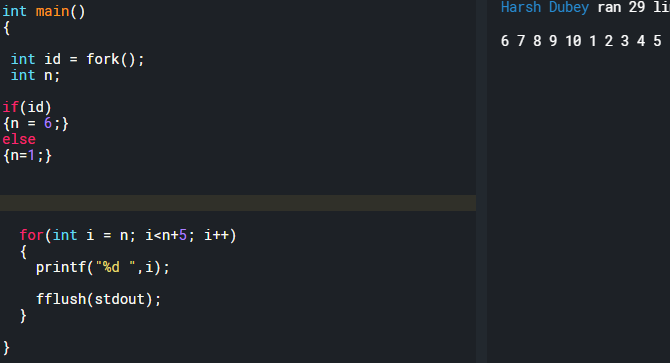 int main()
{
int id = fork();
int n;
if(id)
{n = 6;}
else
{n=1;}
for(int i = n; i<n+5; i++)
{
printf("%d ",i);
fflush(stdout);
}
}
Harsh Dubey ran 29
6 7 8 9 10 1 2 3 4 5